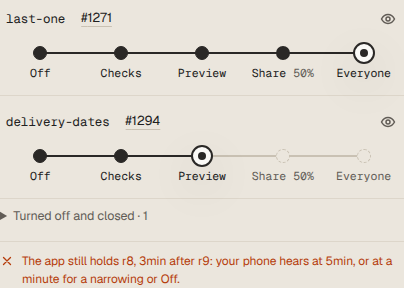 last-one #1271
Off Checks Preview Share 50% Everyone
delivery-dates #1294
Off Checks Preview Share 50% Everyone
Turned off and closed · 1
The app still holds r8, 3min after r9: your phone hears at 5min, or at a
minute for a narrowing or Off.